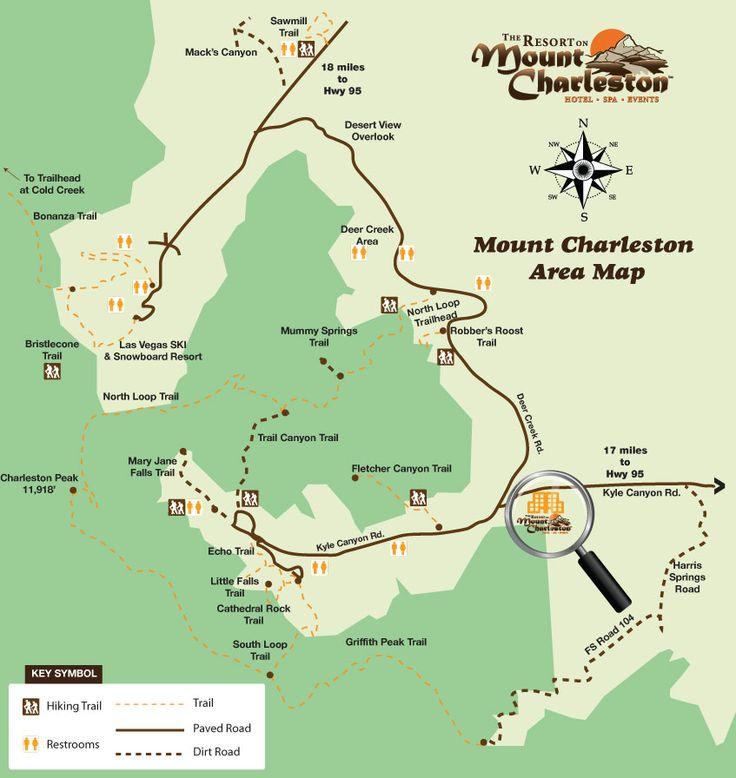 Sawmill
Trail
Mack's Canyon
18 miles
to
Hwy 95
THE RESORT ON
Mount
Charleston™
HOTEL • SPA • EVENTS
Desert View
Overlook
N
NW
NE
W
E
SW
SE
S
To Trailhead
at Cold Creek
Bonanza Trail
Deer Creek
Area
Mount Charleston
Area Map
North Loop
Trailhead
Mummy Springs
Trail
Robber's Roost
Trail
Bristlecone
Trail
Las Vegas SKI
& Snowboard Resort
North Loop Trail
Deer Creek Rd.
Trail Canyon Trail
17 miles
to
Hwy 95
Mary Jane
Falls Trail
Fletcher Canyon Trail
Charleston Peak
11,918'
Kyle Canyon Rd.
THE RESORT ON
Mount
Charleston
Kyle Canyon Rd.
Echo Trail
Harris
Springs
Road
Little Falls
Trail
Cathedral Rock
Trail
FS Road 104
South Loop
Trail
Griffith Peak Trail
KEY SYMBOL
Hiking Trail
Trail
Paved Road
Restrooms
Dirt Road